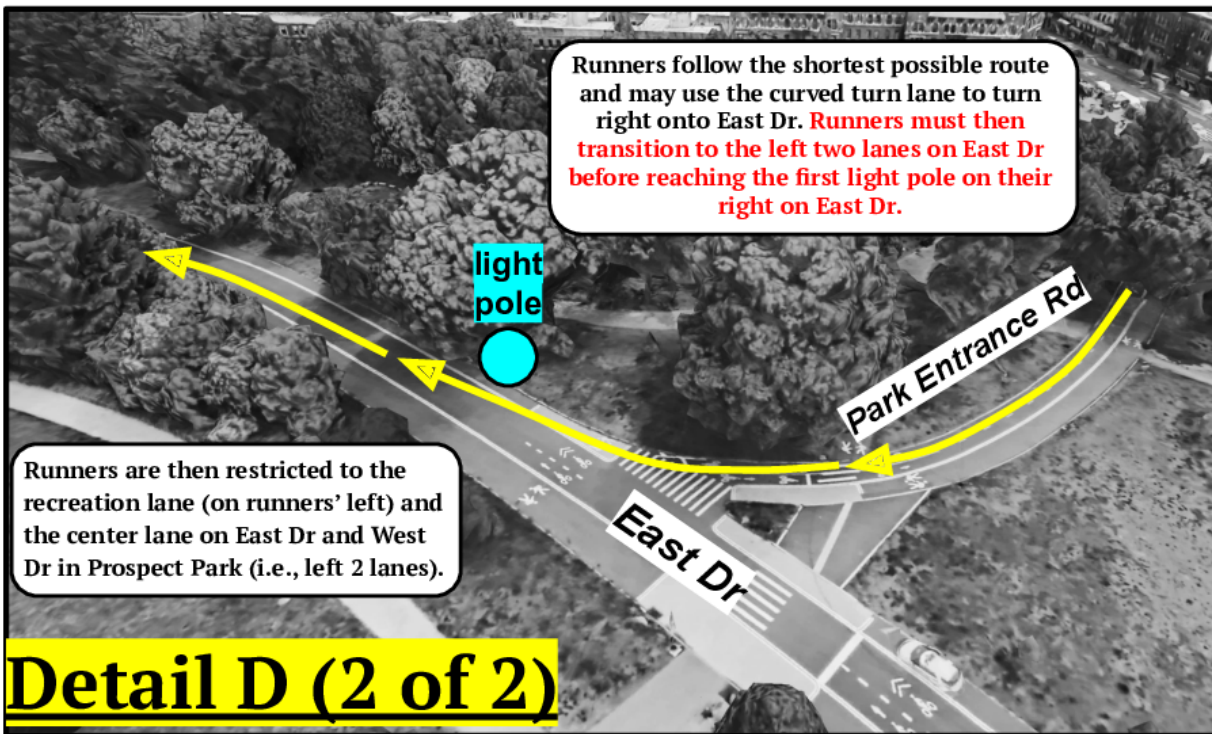 Runners follow the shortest possible route
and may use the curved turn lane to turn
right onto East Dr. Runners must then
transition to the left two lanes on East Dr
before reaching the first light pole on their
right on East Dr.
light
pole
Park Entrance Rd
Runners are then restricted to the
recreation lane (on runners’ left) and
the center lane on East Dr and West
Dr in Prospect Park (i.e., left 2 lanes).
East Dr
Detail D (2 of 2)